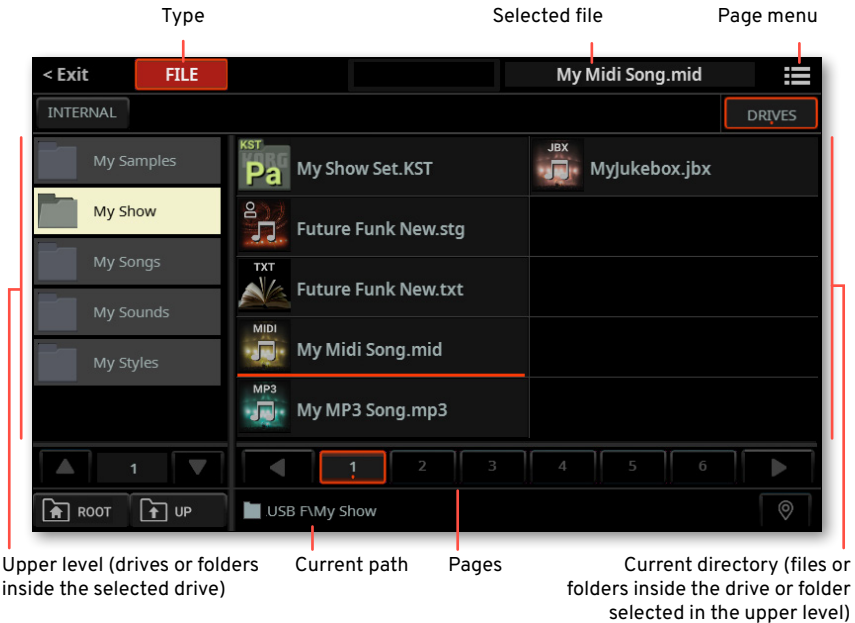 Type
Selected file
Page menu
< Exit
FILE
My Midi Song.mid
INTERNAL
DRIVES
My Samples
My Show
My Songs
My Sounds
My Styles
KST
KORG
Pa
My Show Set.KST
JBX
MyJukebox.jbx
Future Funk New.stg
TXT
Future Funk New.txt
MIDI
My Midi Song.mid
MP3
My MP3 Song.mp3
1
1
2
3
4
5
6
ROOT
UP
USB F\My Show
Upper level (drives or folders
inside the selected drive)
Current path
Pages
Current directory (files or
folders inside the drive or folder
selected in the upper level)